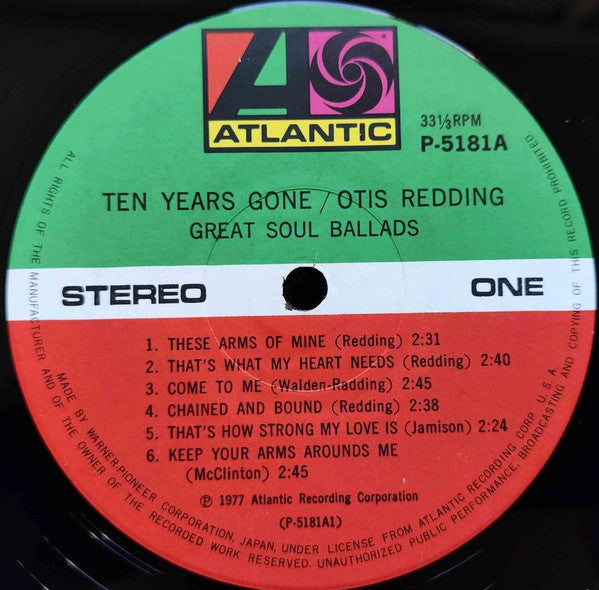 ATLANTIC
33⅓RPM
P-5181A
TEN YEARS GONE / OTIS REDDING
GREAT SOUL BALLADS
STEREO
ONE
1. THESE ARMS OF MINE (Redding) 2:31
2. THAT'S WHAT MY HEART NEEDS (Redding) 2:40
3. COME TO ME (Walden-Radding) 2:45
4. CHAINED AND BOUND (Redding) 2:38
5. THAT'S HOW STRONG MY LOVE IS (Jamison) 2:24
6. KEEP YOUR ARMS AROUNDS ME
(McClinton) 2:45
Ⓟ 1977 Atlantic Recording Corporation
(P-5181A1)
MADE BY WARNER-PIONEER CORPORATION, JAPAN, UNDER LICENSE FROM ATLANTIC RECORDING CORP. U.S.A.
ALL RIGHTS OF THE MANUFACTURER AND OF THE OWNER OF THE RECORDED WORK RESERVED. UNAUTHORIZED PUBLIC PERFORMANCE, BROADCASTING AND COPYING OF THIS RECORD PROHIBITED